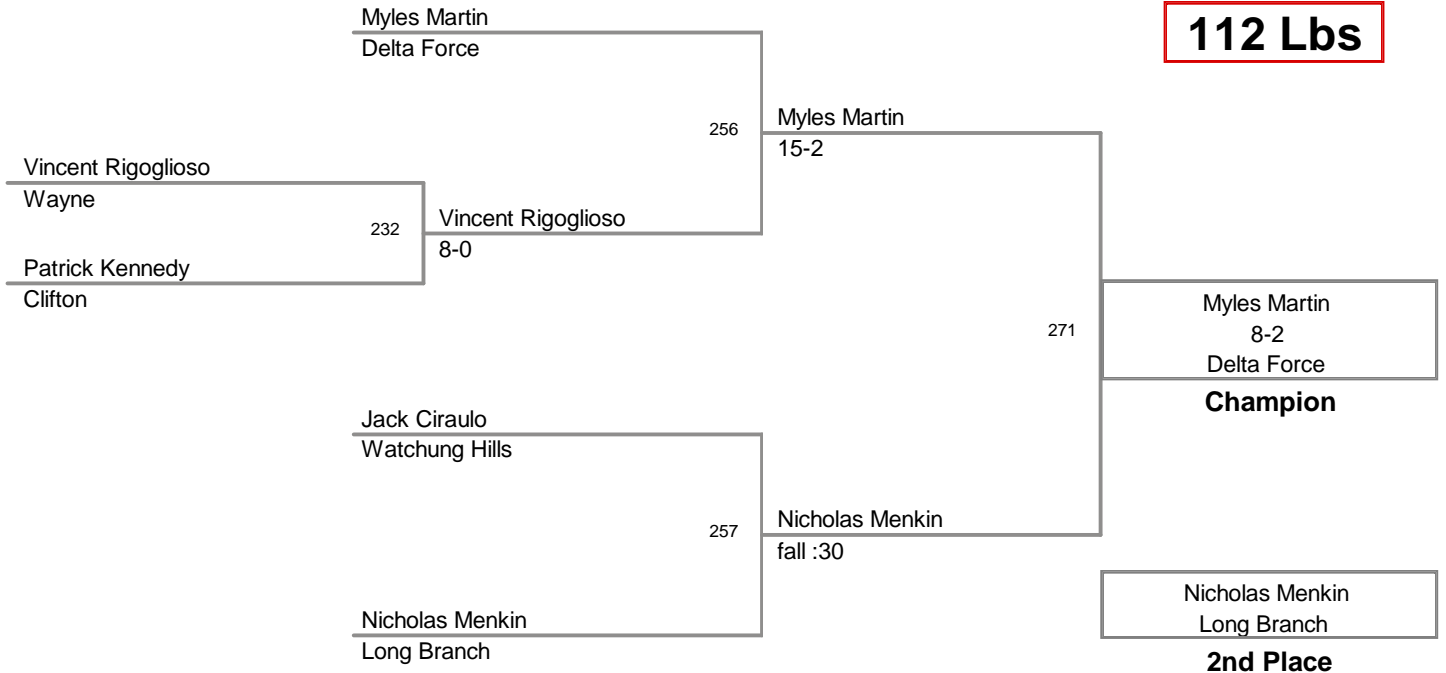 Myles Martin
Delta Force
112 Lbs
256
Myles Martin
15-2
Vincent Rigoglioso
Wayne
232
Vincent Rigoglioso
8-0
Patrick Kennedy
Clifton
271
Myles Martin
8-2
Delta Force
Champion
Jack Ciraulo
Watchung Hills
257
Nicholas Menkin
fall :30
Nicholas Menkin
Long Branch
Nicholas Menkin
Long Branch
2nd Place